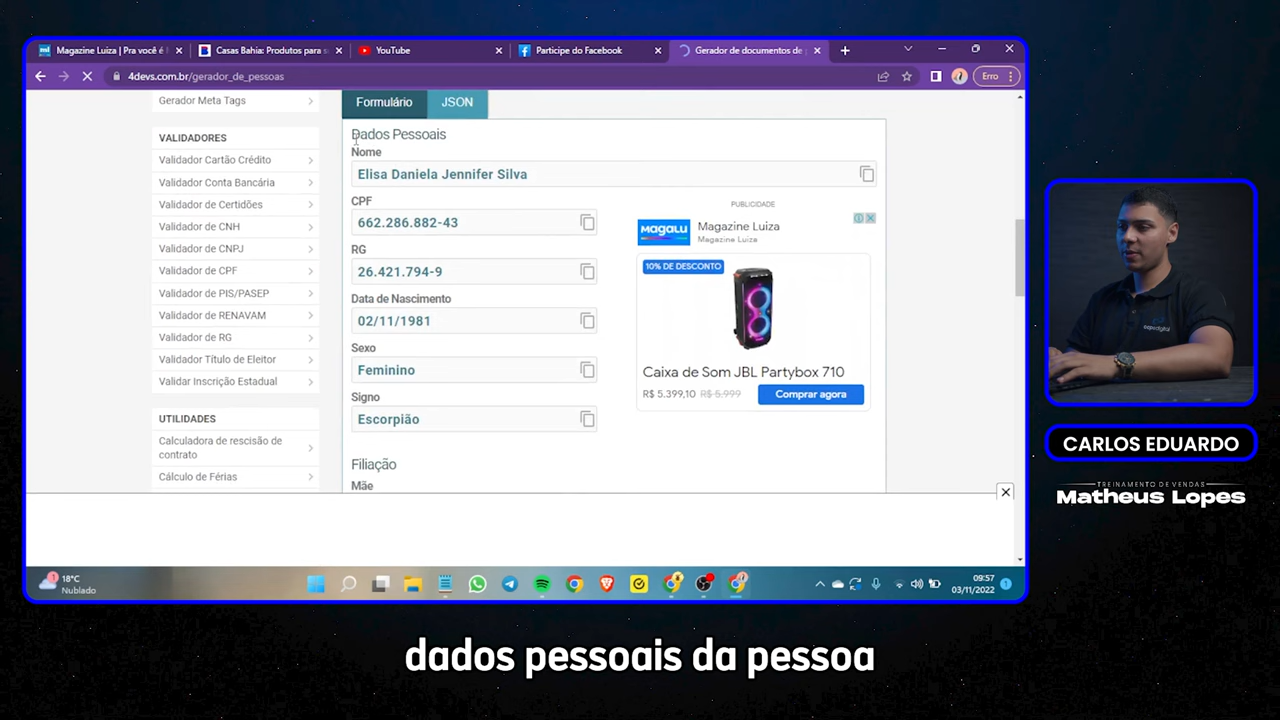 Magazine Luiza | Pra você é
Casas Bahia: Produtos para s
YouTube
Participe do Facebook
Gerador de documentos de
4devs.com.br/gerador_de_pessoas
Erro
Gerador Meta Tags
VALIDADORES
Validador Cartão Crédito
Validador Conta Bancária
Validador de Certidões
Validador de CNH
Validador de CNPJ
Validador de CPF
Validador de PIS/PASEP
Validador de RENAVAM
Validador de RG
Validador Título de Eleitor
Validar Inscrição Estadual
UTILIDADES
Calculadora de rescisão de
contrato
Cálculo de Férias
Formulário
JSON
Dados Pessoais
Nome
Elisa Daniela Jennifer Silva
CPF
662.286.882-43
RG
26.421.794-9
Data de Nascimento
02/11/1981
Sexo
Feminino
Signo
Escorpião
Filiação
Mãe
PUBLICIDADE
MAGALU
Magazine Luiza
Magazine Luiza
10% DE DESCONTO
Caixa de Som JBL Partybox 710
R$ 5.399,10 R$ 5.999
Comprar agora
1
18°C
Nublado
09:57
03/11/2022
1
CARLOS EDUARDO
TREINAMENTO DE VENDAS
Matheus Lopes
dados pessoais da pessoa